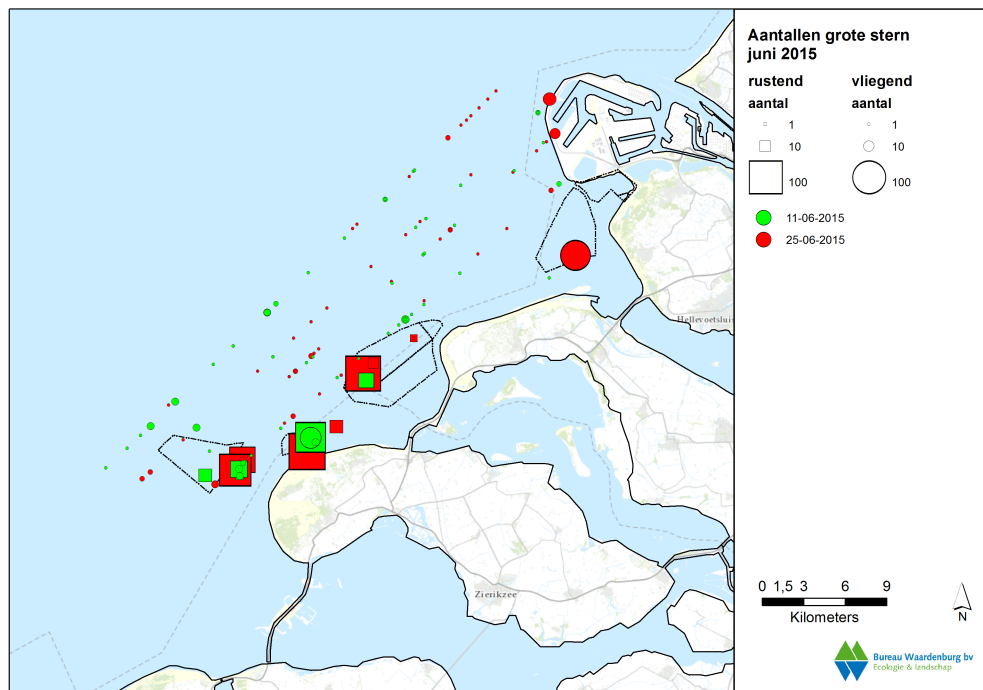 Aantallen grote stern
juni 2015
rustend
aantal
1
10
100
vliegend
aantal
1
10
100
11-06-2015
25-06-2015
Hellevoetsluis
Zierikzee
0 1,5 3 6 9
Kilometers
N
Bureau Waardenburg bv
Ecologie & landschap